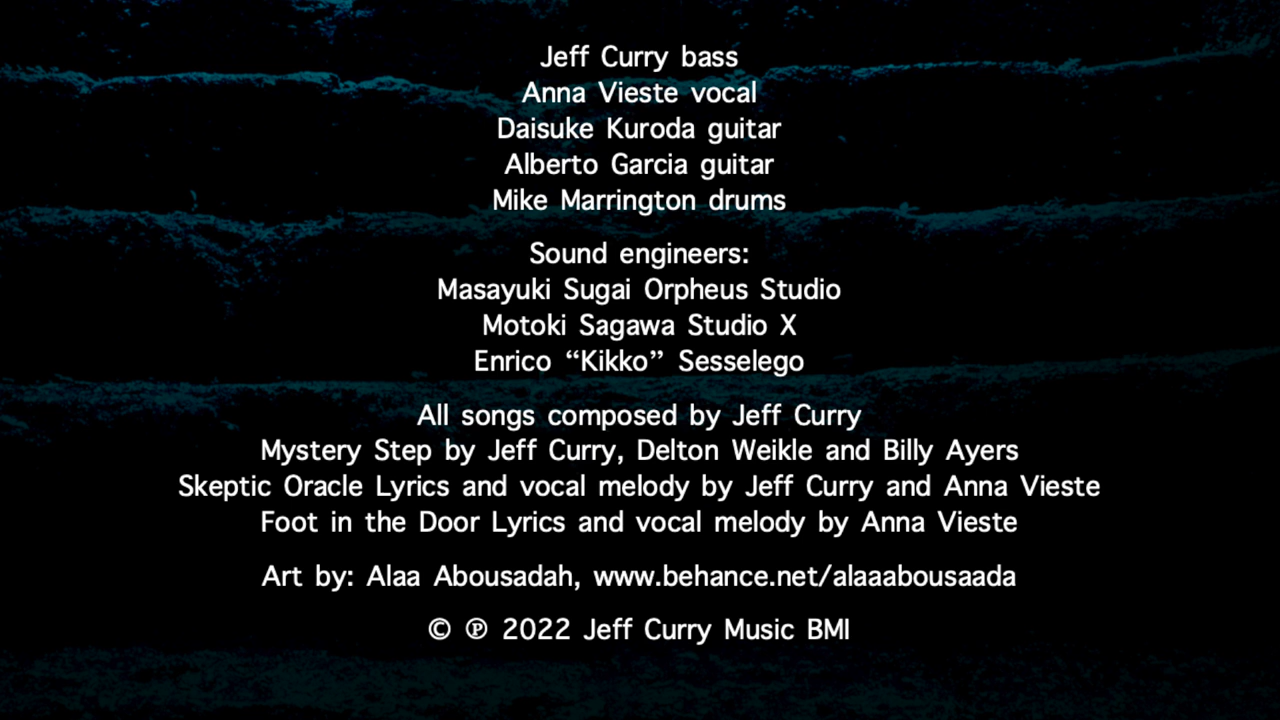 Jeff Curry bass
Anna Vieste vocal
Daisuke Kuroda guitar
Alberto Garcia guitar
Mike Marrington drums
Sound engineers:
Masayuki Sugai Orpheus Studio
Motoki Sagawa Studio X
Enrico “Kikko” Sesselego
All songs composed by Jeff Curry
Mystery Step by Jeff Curry, Delton Weikle and Billy Ayers
Skeptic Oracle Lyrics and vocal melody by Jeff Curry and Anna Vieste
Foot in the Door Lyrics and vocal melody by Anna Vieste
Art by: Alaa Abousadah, www.behance.net/alaaabousaada
© ℗ 2022 Jeff Curry Music BMI